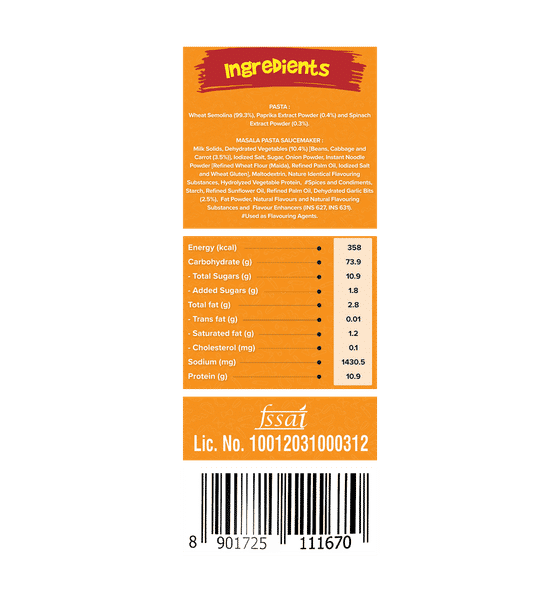 Ingredients
PASTA :
Wheat Semolina (99.3%), Paprika Extract Powder (0.4%) and Spinach
Extract Powder (0.3%).
MASALA PASTA SAUCEMAKER :
Milk Solids, Dehydrated Vegetables (10.4%) [Beans, Cabbage and
Carrot (3.5%)], Iodized Salt, Sugar, Onion Powder, Instant Noodle
Powder [Refined Wheat Flour (Maida), Refined Palm Oil, Iodized Salt
and Wheat Gluten], Maltodextrin, Nature Identical Flavouring
Substances, Hydrolyzed Vegetable Protein, #Spices and Condiments,
Starch, Refined Sunflower Oil, Refined Palm Oil, Dehydrated Garlic Bits
(2.5%), Fat Powder, Natural Flavours and Natural Flavouring
Substances and Flavour Enhancers (INS 627, INS 631).
#Used as Flavouring Agents.
Energy (kcal) 358
Carbohydrate (g) 73.9
- Total Sugars (g) 10.9
- Added Sugars (g) 1.8
Total fat (g) 2.8
- Trans fat (g) 0.01
- Saturated fat (g) 1.2
- Cholesterol (mg) 0.1
Sodium (mg) 1430.5
Protein (g) 10.9
fssai
Lic. No. 10012031000312
8 901725 111670